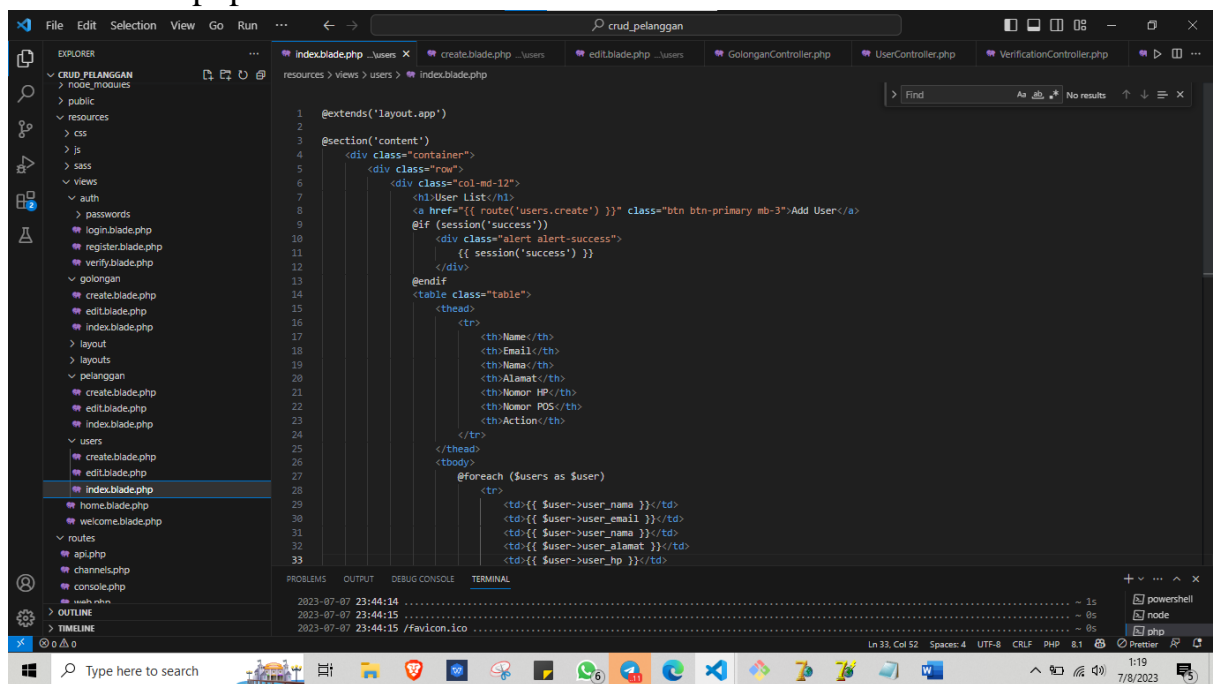 File Edit Selection View Go Run ···
crud_pelanggan
EXPLORER
CRUD_PELANGGAN
node_modules
public
resources
css
js
sass
views
auth
passwords
login.blade.php
register.blade.php
verify.blade.php
golongan
create.blade.php
edit.blade.php
index.blade.php
layout
layouts
pelanggan
create.blade.php
edit.blade.php
index.blade.php
users
create.blade.php
edit.blade.php
index.blade.php
home.blade.php
welcome.blade.php
routes
api.php
channels.php
console.php
web.php
OUTLINE
TIMELINE
index.blade.php ...\users create.blade.php ...\users edit.blade.php ...\users GolonganController.php UserController.php VerificationController.php
resources > views > users > index.blade.php
Find Aa ab .* No results
1 @extends('layout.app')
2
3 @section('content')
4 <div class="container">
5 <div class="row">
6 <div class="col-md-12">
7 <h1>User List</h1>
8 <a href="{{ route('users.create') }}" class="btn btn-primary mb-3">Add User</a>
9 @if (session('success'))
10 <div class="alert alert-success">
11 {{ session('success') }}
12 </div>
13 @endif
14 <table class="table">
15 <thead>
16 <tr>
17 <th>Name</th>
18 <th>Email</th>
19 <th>Nama</th>
20 <th>Alamat</th>
21 <th>Nomor HP</th>
22 <th>Nomor POS</th>
23 <th>Action</th>
24 </tr>
25 </thead>
26 <tbody>
27 @foreach ($users as $user)
28 <tr>
29 <td>{{ $user->user_nama }}</td>
30 <td>{{ $user->user_email }}</td>
31 <td>{{ $user->user_nama }}</td>
32 <td>{{ $user->user_alamat }}</td>
33 <td>{{ $user->user_hp }}</td>
PROBLEMS OUTPUT DEBUG CONSOLE TERMINAL
2023-07-07 23:44:14 ........ ~ 1s
2023-07-07 23:44:15 ........ ~ 0s
2023-07-07 23:44:15 /favicon.ico ........ ~ 0s
powershell
node
php
0 0 Ln 33, Col 52 Spaces: 4 UTF-8 CRLF PHP 8.1 Prettier
Type here to search
1:19
7/8/2023